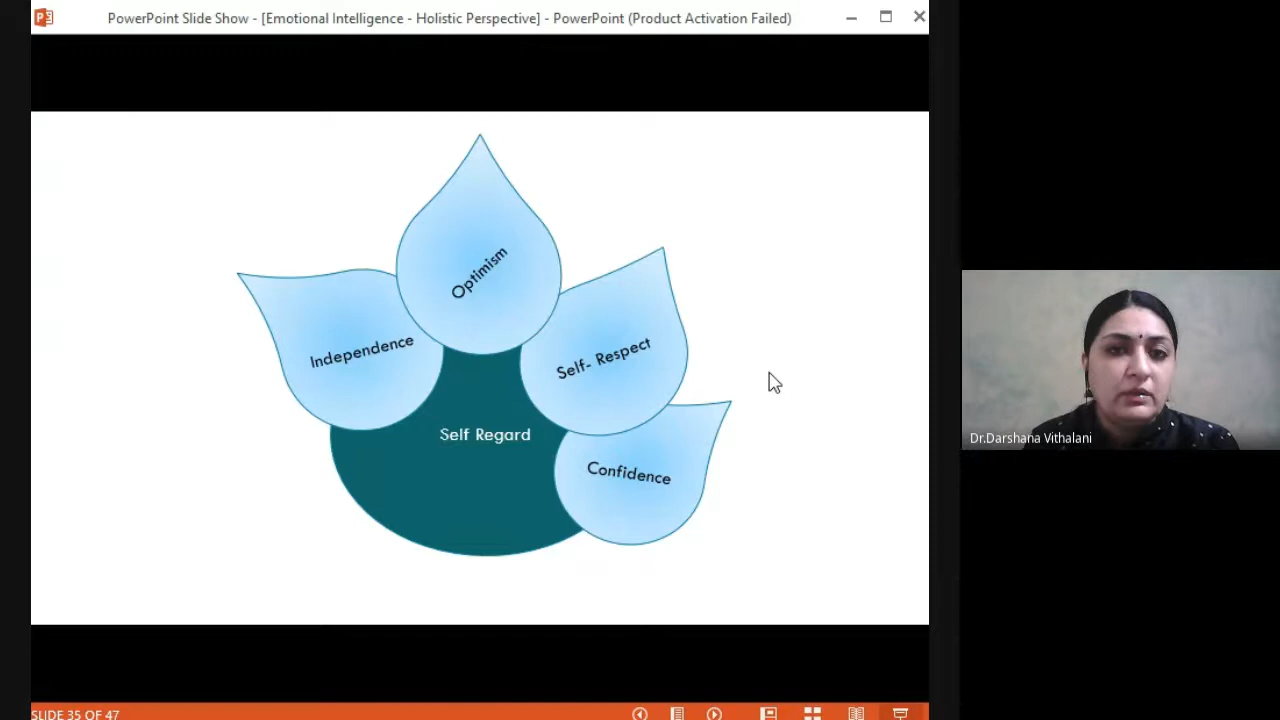 PowerPoint Slide Show - [Emotional Intelligence - Holistic Perspective] - PowerPoint (Product Activation Failed)
Optimism
Independence
Self- Respect
Self Regard
Confidence
Dr.Darshana Vithalani
SLIDE 35 OF 47